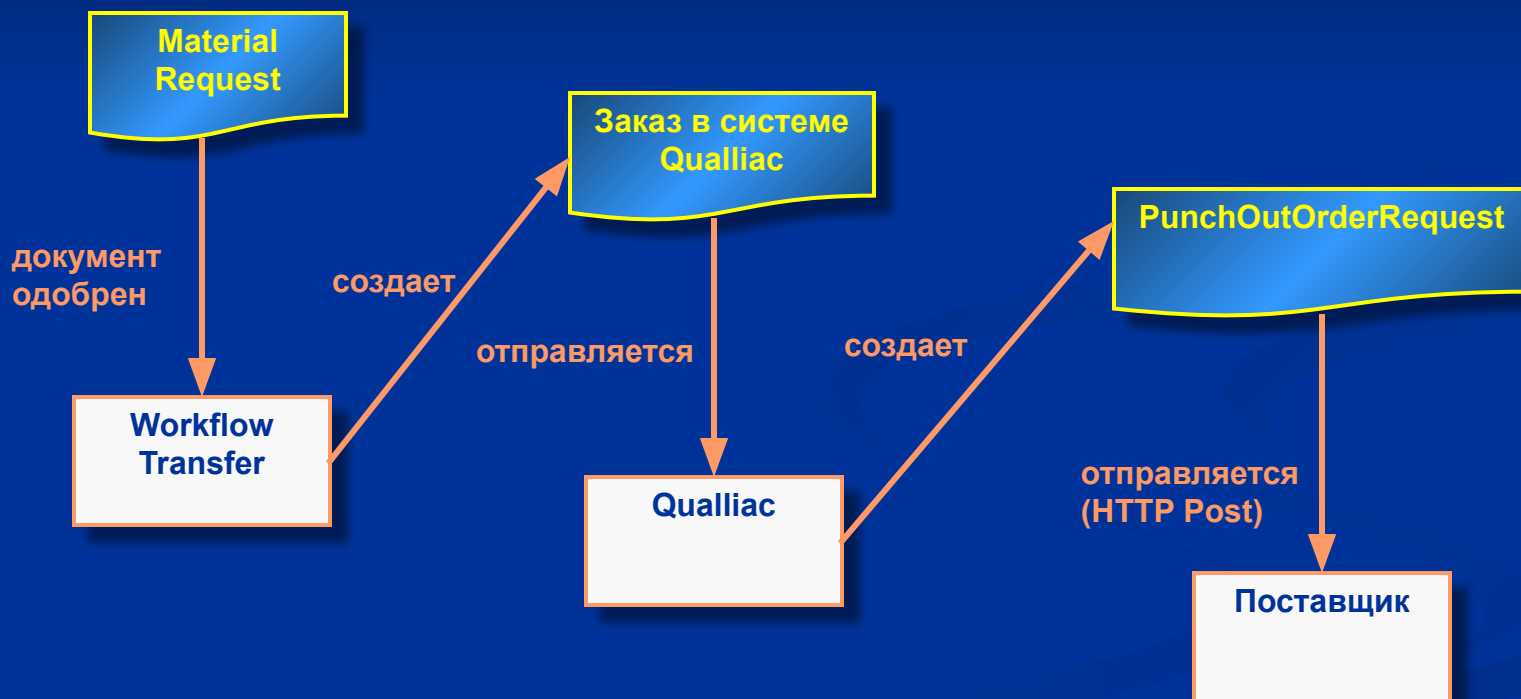 Material
Request
Заказ в системе
Qualliac
PunchOutOrderRequest
документ
одобрен
создает
отправляется
создает
Workflow
Transfer
Qualliac
отправляется
(HTTP Post)
Поставщик